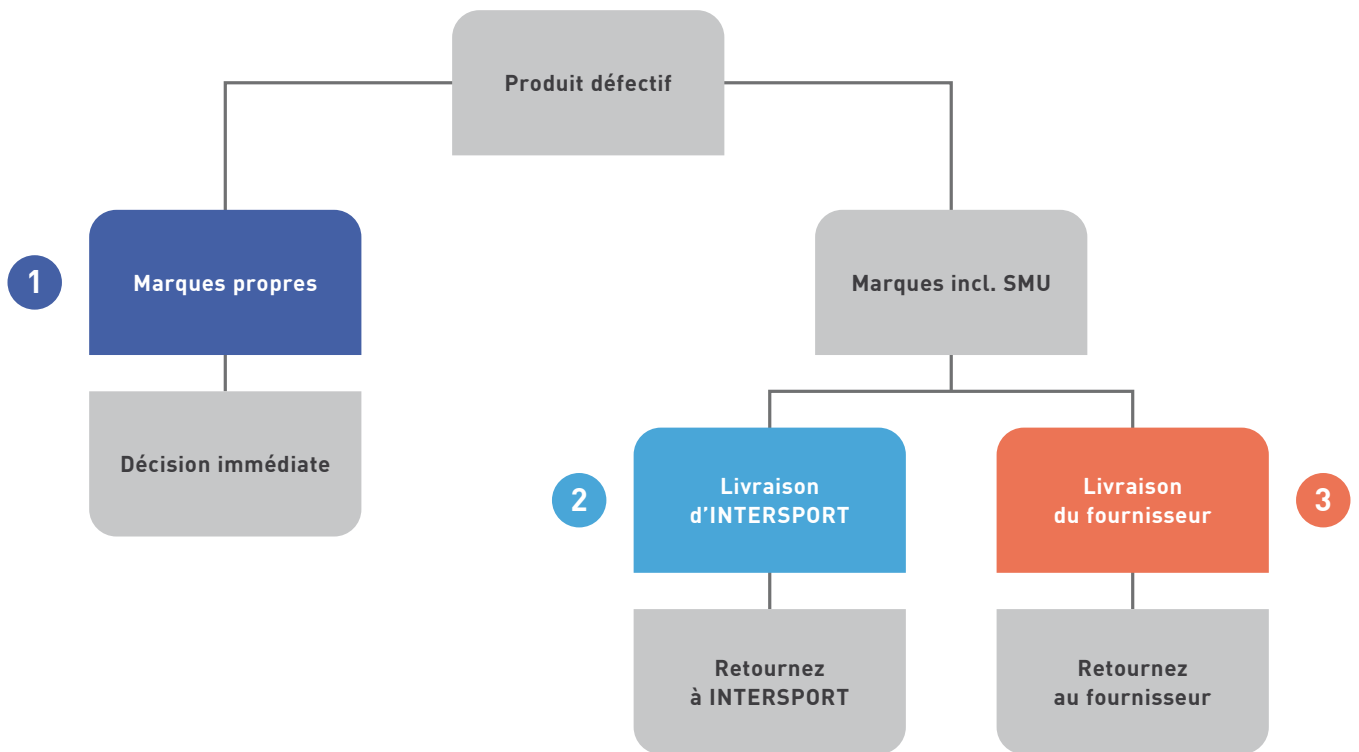 Produit défectif
1
Marques propres
Marques incl. SMU
Décision immédiate
2
Livraison
d’INTERSPORT
Livraison
du fournisseur
3
Retournez
à INTERSPORT
Retournez
au fournisseur